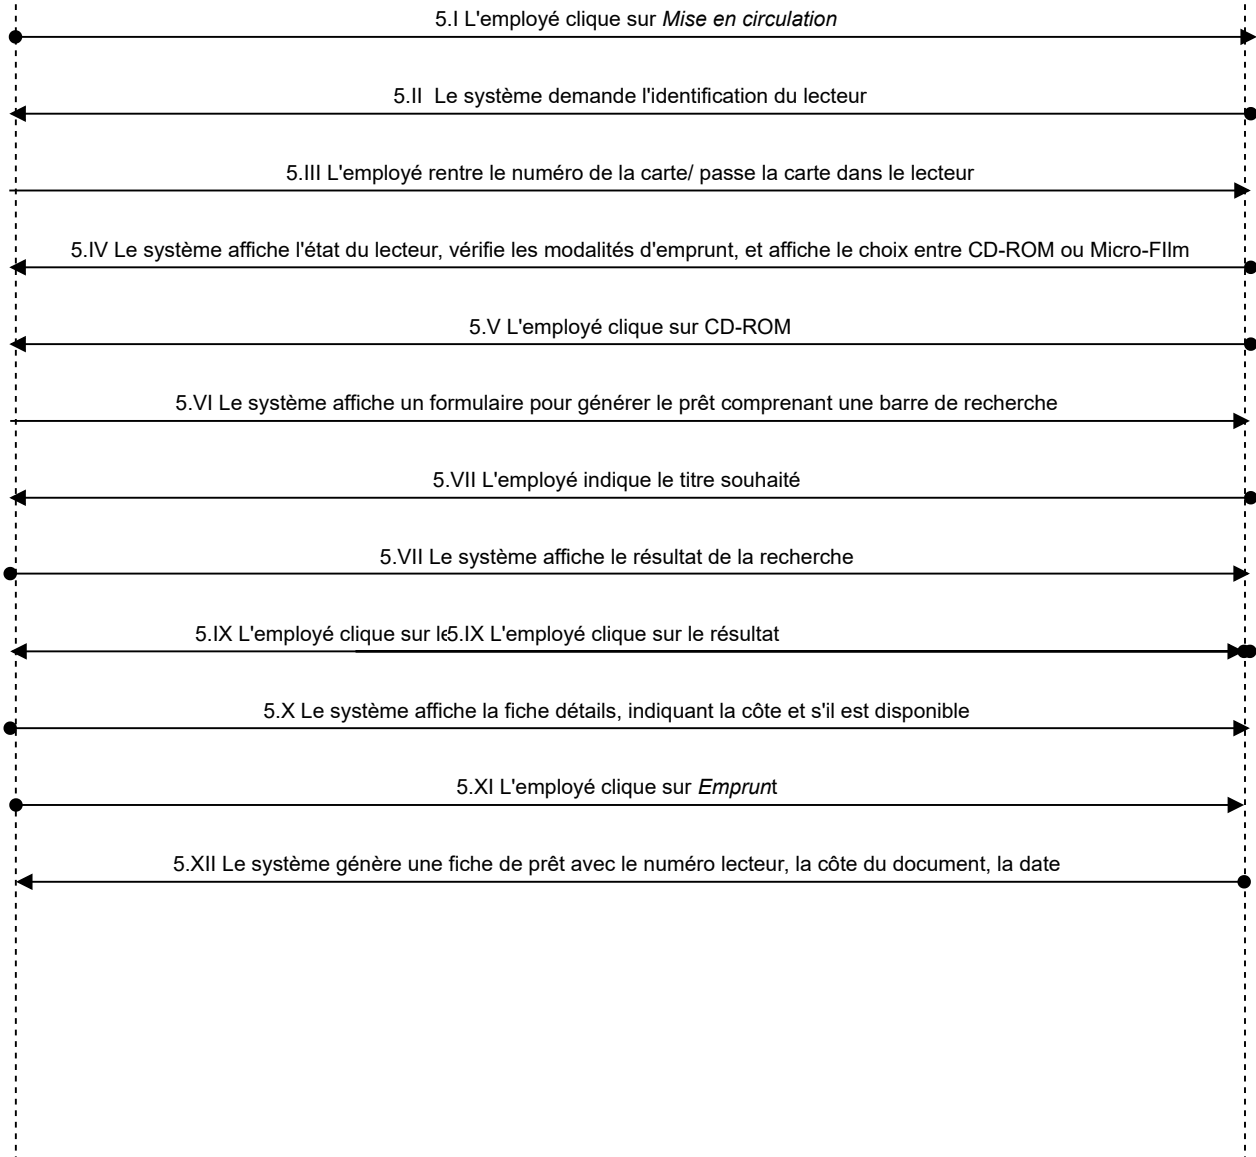 5.I L'employé clique sur Mise en circulation
5.II Le système demande l'identification du lecteur
5.III L'employé rentre le numéro de la carte/ passe la carte dans le lecteur
5.IV Le système affiche l'état du lecteur, vérifie les modalités d'emprunt, et affiche le choix entre CD-ROM ou Micro-FIlm
5.V L'employé clique sur CD-ROM
5.VI Le système affiche un formulaire pour générer le prêt comprenant une barre de recherche
5.VII L'employé indique le titre souhaité
5.VII Le système affiche le résultat de la recherche
5.IX L'employé clique sur 5.IX L'employé clique sur le résultat
5.X Le système affiche la fiche détails, indiquant la côte et s'il est disponible
5.XI L'employé clique sur Emprunt
5.XII Le système génère une fiche de prêt avec le numéro lecteur, la côte du document, la date